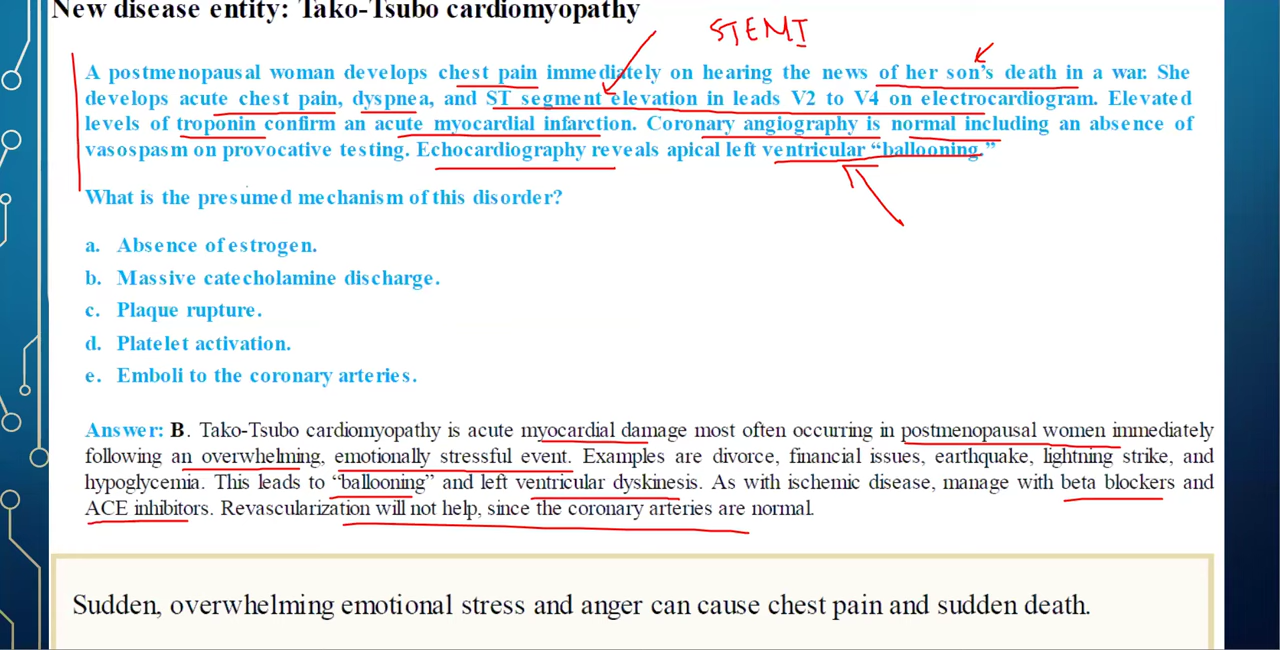 New disease entity: Tako-Tsubo cardiomyopathy
STEMI
A postmenopausal woman develops chest pain immediately on hearing the news of her son's death in a war. She
develops acute chest pain, dyspnea, and ST segment elevation in leads V2 to V4 on electrocardiogram. Elevated
levels of troponin confirm an acute myocardial infarction. Coronary angiography is normal including an absence of
vasospasm on provocative testing. Echocardiography reveals apical left ventricular “ballooning.”
What is the presumed mechanism of this disorder?
a. Absence of estrogen.
b. Massive catecholamine discharge.
c. Plaque rupture.
d. Platelet activation.
e. Emboli to the coronary arteries.
Answer: B. Tako-Tsubo cardiomyopathy is acute myocardial damage most often occurring in postmenopausal women immediately
following an overwhelming, emotionally stressful event. Examples are divorce, financial issues, earthquake, lightning strike, and
hypoglycemia. This leads to “ballooning” and left ventricular dyskinesis. As with ischemic disease, manage with beta blockers and
ACE inhibitors. Revascularization will not help, since the coronary arteries are normal.
Sudden, overwhelming emotional stress and anger can cause chest pain and sudden death.